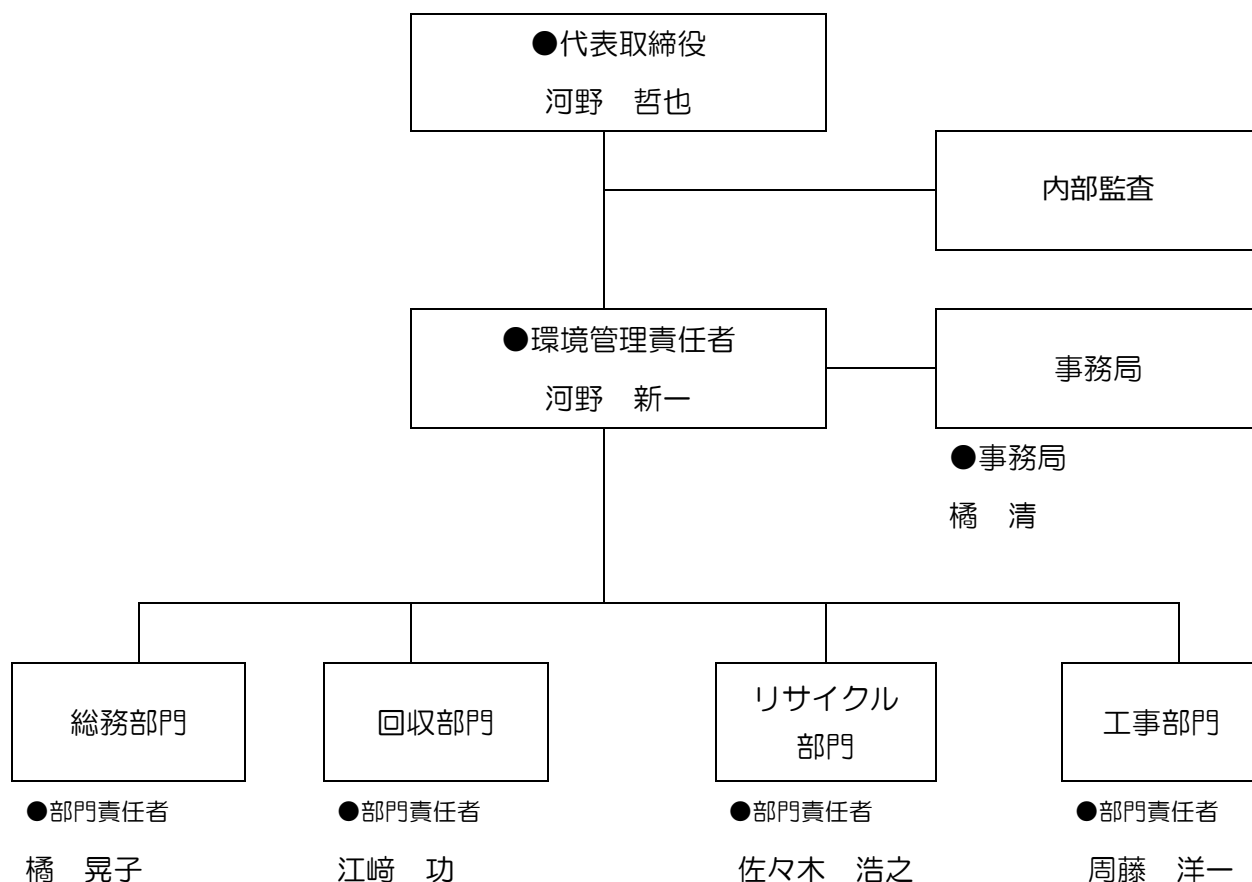 ●代表取締役
河野　哲也
内部監査
●環境管理責任者
河野　新一
事務局
●事務局
橘　清
総務部門
回収部門
リサイクル
部門
工事部門
●部門責任者
橘　晃子
●部門責任者
江﨑　功
●部門責任者
佐々木　浩之
●部門責任者
周藤　洋一